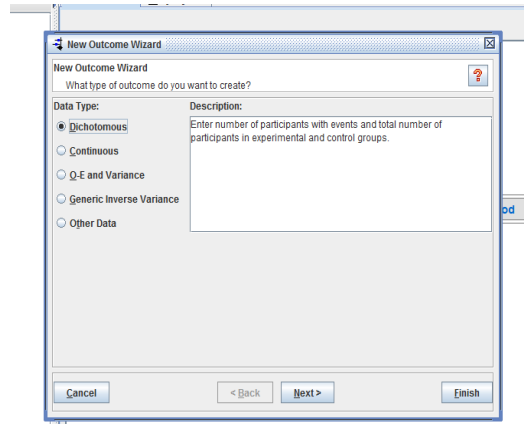 New Outcome Wizard
New Outcome Wizard
What type of outcome do you want to create?
?
Data Type:
Description:
Dichotomous
Enter number of participants with events and total number of
participants in experimental and control groups.
Continuous
O-E and Variance
Generic Inverse Variance
Other Data
od
Cancel
< Back
Next >
Finish